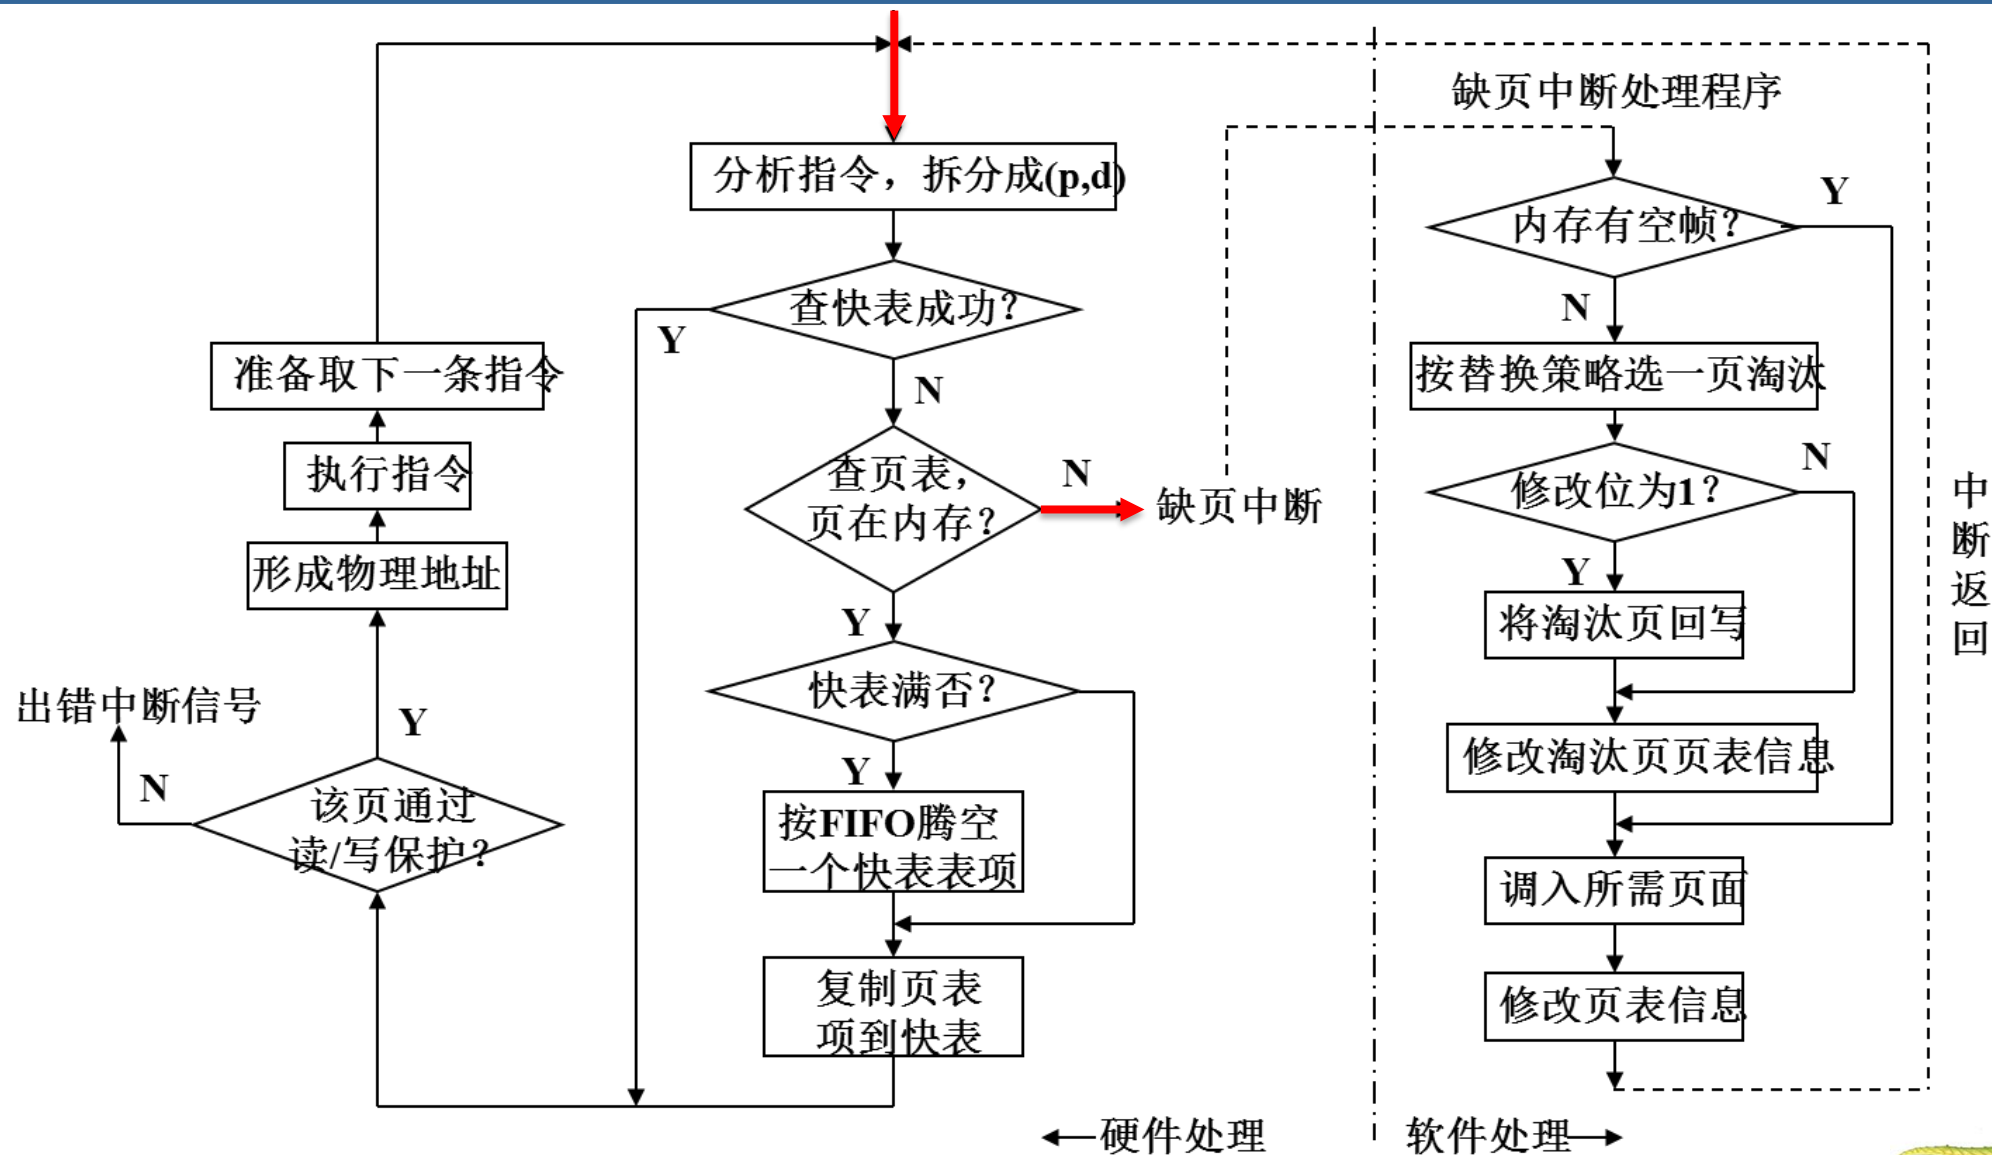 缺页中断处理程序
分析指令，拆分成(p,d)
Y
内存有空帧？
查快表成功？
N
Y
准备取下一条指令
N
按替换策略选一页淘汰
执行指令
查页表，
页在内存？
N
缺页中断
N
修改位为1？
中
断
返
回
形成物理地址
Y
Y
将淘汰页回写
出错中断信号
Y
快表满否？
N
Y
修改淘汰页页表信息
该页通过
读/写保护？
按FIFO腾空
一个快表表项
调入所需页面
复制页表
项到快表
修改页表信息
硬件处理
软件处理